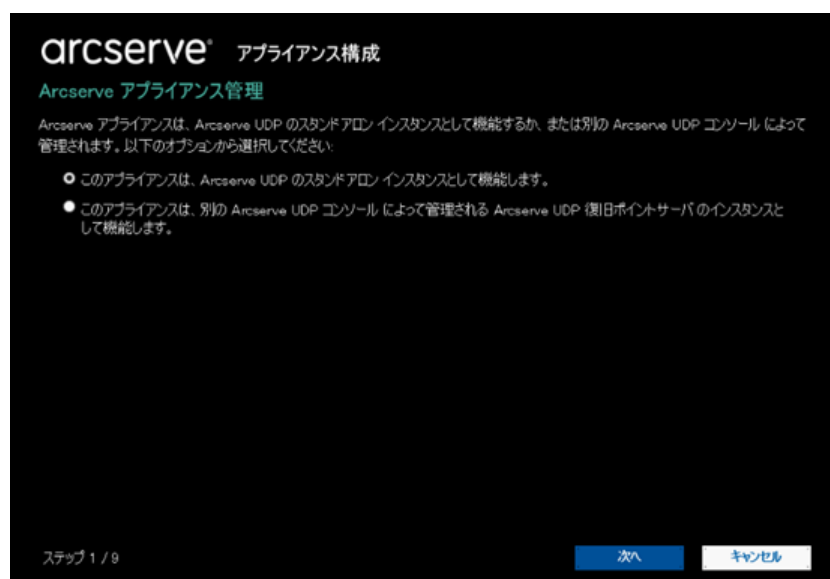 arcserve® アプライアンス構成
Arcserve アプライアンス管理
Arcserve アプライアンスは、Arcserve UDP のスタンドアロン インスタンスとして機能するか、または別の Arcserve UDP コンソール によって
管理されます。以下のオプションから選択してください:
このアプライアンスは、Arcserve UDP のスタンドアロン インスタンスとして機能します。
このアプライアンスは、別の Arcserve UDP コンソール によって管理される Arcserve UDP 復旧ポイントサーバ のインスタンスと
して機能します。
ステップ 1 / 9
次へ
キャンセル